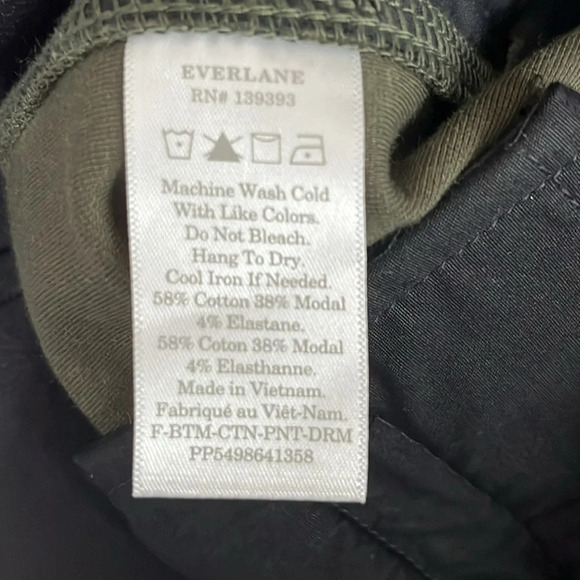 EVERLANE
RN# 139393
Machine Wash Cold
With Like Colors.
Do Not Bleach.
Hang To Dry.
Cool Iron If Needed.
58% Cotton 38% Modal
4% Elastane.
58% Coton 38% Modal
4% Elasthanne.
Made in Vietnam.
Fabriqué au Viêt-Nam.
F-BTM-CTN-PNT-DRM
PP5498641358